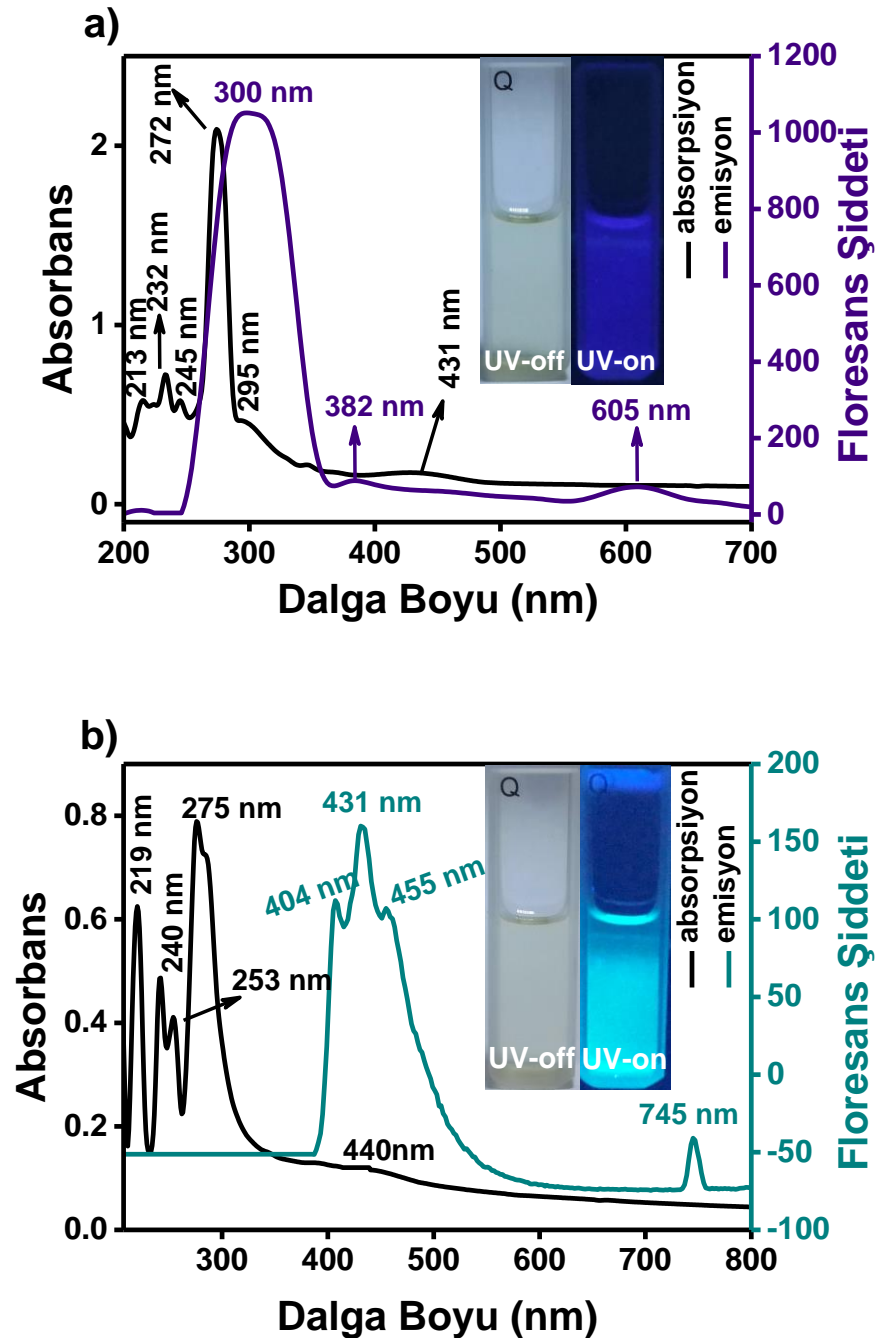 a)
Absorbans
2
1
0
200
300
400
500
600
700
Dalga Boyu (nm)
1200
1000
800
600
400
200
0
Floresans Şiddeti
213 nm
232 nm
245 nm
272 nm
295 nm
300 nm
382 nm
431 nm
605 nm
Q
UV-off
UV-on
absorpsiyon
emisyon
b)
Absorbans
0.8
0.6
0.4
0.2
0.0
300
400
500
600
700
800
Dalga Boyu (nm)
200
150
100
50
0
-50
-100
Floresans Şiddeti
219 nm
240 nm
253 nm
275 nm
404 nm
431 nm
455 nm
440nm
745 nm
Q
Q
UV-off
UV-on
absorpsiyon
emisyon